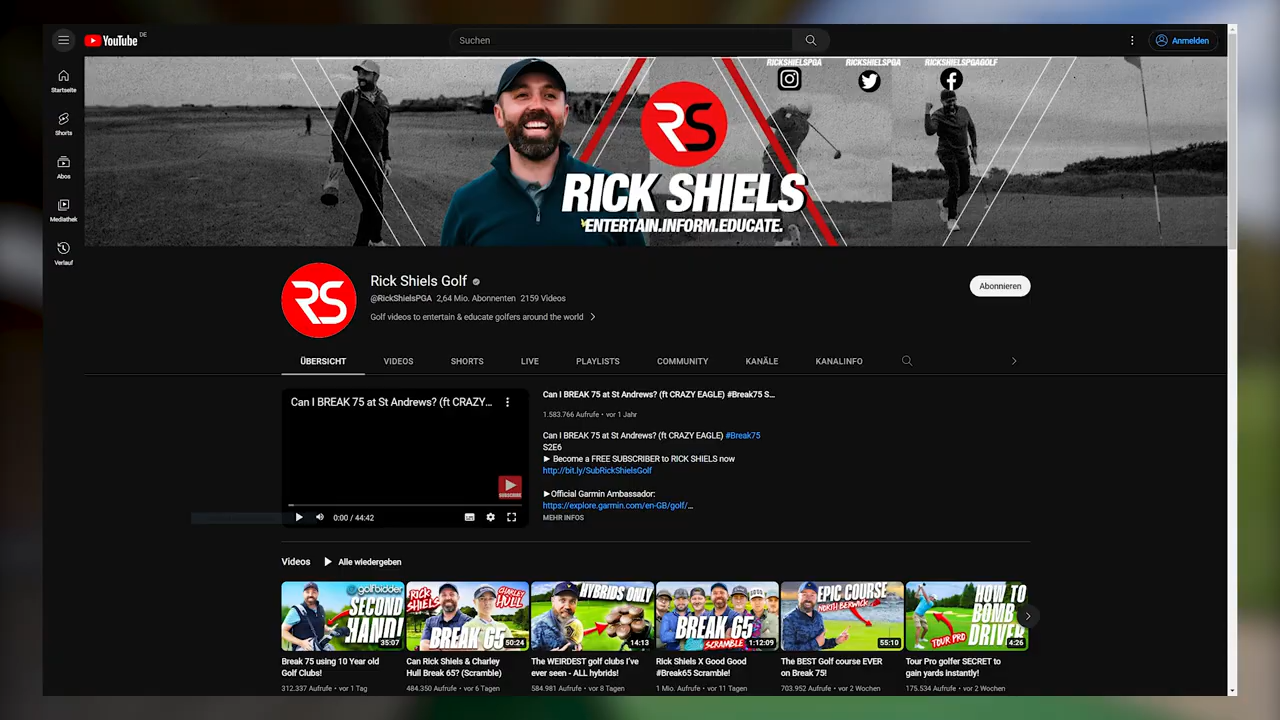 YouTube DE
Suchen
Anmelden
Startseite
Shorts
Abos
Mediathek
Verlauf
RICKSHIELSPGA
RICKSHIELSPGA
RICKSHIELSPGAGOLF
RS
RICK SHIELS
ENTERTAIN.INFORM.EDUCATE.
RS
Rick Shiels Golf
@RickShielsPGA 2,64 Mio. Abonnenten 2159 Videos
Golf videos to entertain & educate golfers around the world
Abonnieren
ÜBERSICHT VIDEOS SHORTS LIVE PLAYLISTS COMMUNITY KANÄLE KANALINFO
Can I BREAK 75 at St Andrews? (ft CRAZY...
SUBSCRIBE
0:00 / 44:42
Can I BREAK 75 at St Andrews? (ft CRAZY EAGLE) #Break75 S...
1.583.766 Aufrufe • vor 1 Jahr
Can I BREAK 75 at St Andrews? (ft CRAZY EAGLE) #Break75
S2E6
► Become a FREE SUBSCRIBER to RICK SHIELS now
http://bit.ly/SubRickShielsGolf
►Official Garmin Ambassador:
https://explore.garmin.com/en-GB/golf/...
MEHR INFOS
Videos Alle wiedergeben
golfbidder
SECOND
HAND!
35:07
RICK
SHIELS
CHARLEY
HULL
BREAK 65
50:24
HYBRIDS ONLY
14:13
BREAK 65
SCRAMBLE
1:12:09
EPIC COURSE
NORTH BERWICK
55:10
HOW TO
BOMB
DRIVER
TOUR PRO
4:26
Break 75 using 10 Year old
Golf Clubs!
312.337 Aufrufe • vor 1 Tag
Can Rick Shiels & Charley
Hull Break 65? (Scramble)
484.350 Aufrufe • vor 6 Tagen
The WEIRDEST golf clubs I've
ever seen - ALL hybrids!
584.981 Aufrufe • vor 8 Tagen
Rick Shiels X Good Good
#Break65 Scramble!
1 Mio. Aufrufe • vor 11 Tagen
The BEST Golf course EVER
on Break 75!
703.952 Aufrufe • vor 2 Wochen
Tour Pro golfer SECRET to
gain yards instantly!
175.534 Aufrufe • vor 2 Wochen